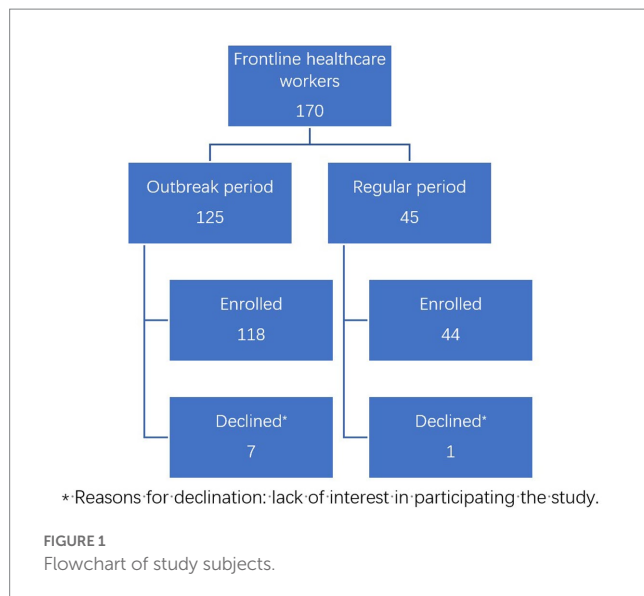 Frontline healthcare
workers
170
Outbreak period
125
Regular period
45
Enrolled
118
Enrolled
44
Declined*
7
Declined*
1
*·Reasons·for·declination:·lack·of·interest·in·participating·the·study.
FIGURE 1
Flowchart of study subjects.